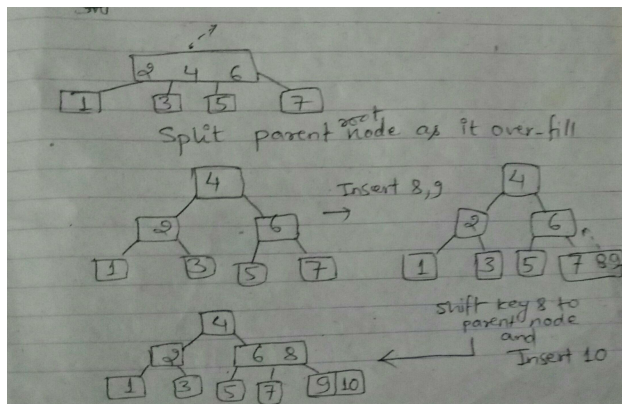 2 4 6
1 3 5 7
root
Split parent node as it over-fill
4 4
Insert 8,9
2 6 2 6
1 3 5 7 1 3 5 7 8 9
shift key 8 to
parent node
and
Insert 10
4
2 6 8
1 3 5 7 9 10